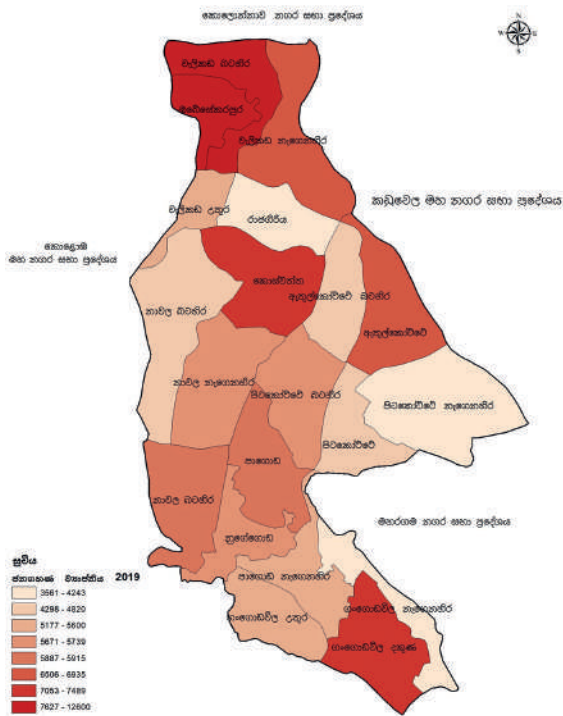 කොලොන්නාව නගර සභා ප්‍රදේශය
N
W E
S
වැලිකඩ බටහිර
ඔබේසේකරපුර
වැලිකඩ නැගෙනහිර
කඩුවෙල මහ නගර සභා ප්‍රදේශය
වැලිකඩ උතුර
රාජගිරිය
කොළොඹ
මහ නගර සභා ප්‍රදේශය
කොස්වත්ත
ඇතුල්කෝට්ටේ බටහිර
නාවල බටහිර
ඇතුල්කෝට්ටේ
නාවල නැගෙනහිර
පිටකෝට්ටේ බටහිර
පිටකෝට්ටේ නැගෙනහිර
පිටකෝට්ටේ
පාගොඩ
නාවල බටහිර
මහරගම නගර සභා ප්‍රදේශය
නුගේගොඩ
පාගොඩ නැගෙනහිර
ගංගොඩවිල නැගෙනහිර
ගංගොඩවිල උතුර
ගංගොඩවිල දකුණ
සූචිය
ජනගහණ ව්‍යාප්තිය 2019
3561 - 4243
4298 - 4820
5177 - 5600
5671 - 5739
5887 - 5915
6506 - 6935
7053 - 7489
7627 - 12600